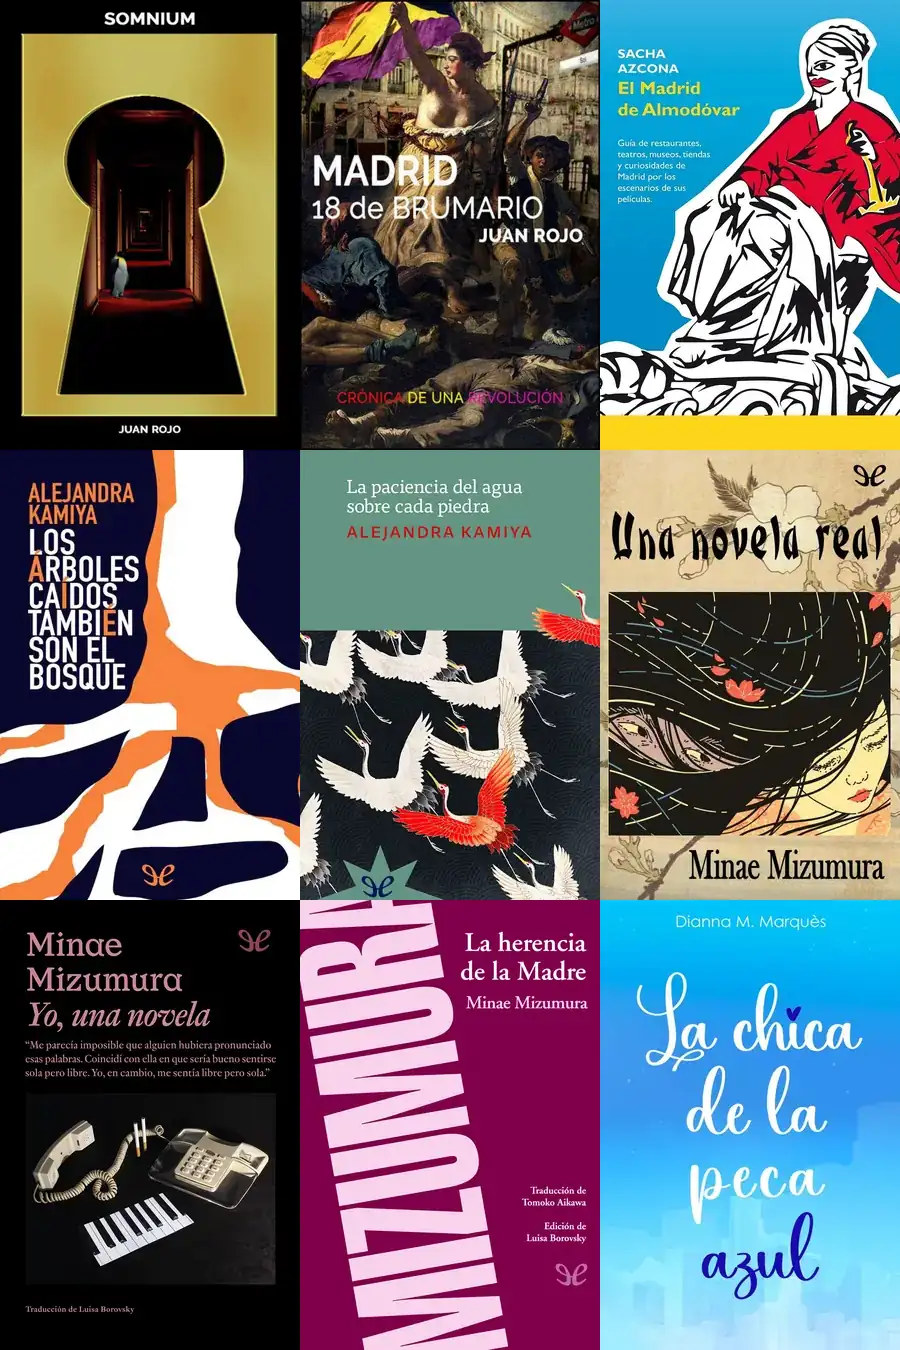 SOMNIUM
JUAN ROJO
Metro
Sol
MADRID
18 de BRUMARIO
JUAN ROJO
CRÓNICA DE UNA REVOLUCIÓN
SACHA
AZCONA
El Madrid
de Almodóvar
Guía de restaurantes,
teatros, museos, tiendas
y curiosidades de
Madrid por los
escenarios de sus
películas.
ALEJANDRA
KAMIYA
LOS
ÁRBOLES
CAÍDOS
TAMBIÉN
SON EL
BOSQUE
La paciencia del agua
sobre cada piedra
ALEJANDRA KAMIYA
Una novela real
Minae Mizumura
Minae
Mizumura
Yo, una novela
“Me parecía imposible que alguien hubiera pronunciado
esas palabras. Coincidí con ella en que sería bueno sentirse
sola pero libre. Yo, en cambio, me sentía libre pero sola.”
Traducción de Luisa Borovsky
La herencia
de la Madre
Minae Mizumura
MIZUMURA
Traducción de
Tomoko Aikawa
Edición de
Luisa Borovsky
Dianna M. Marquès
La chica
de la
peca
azul